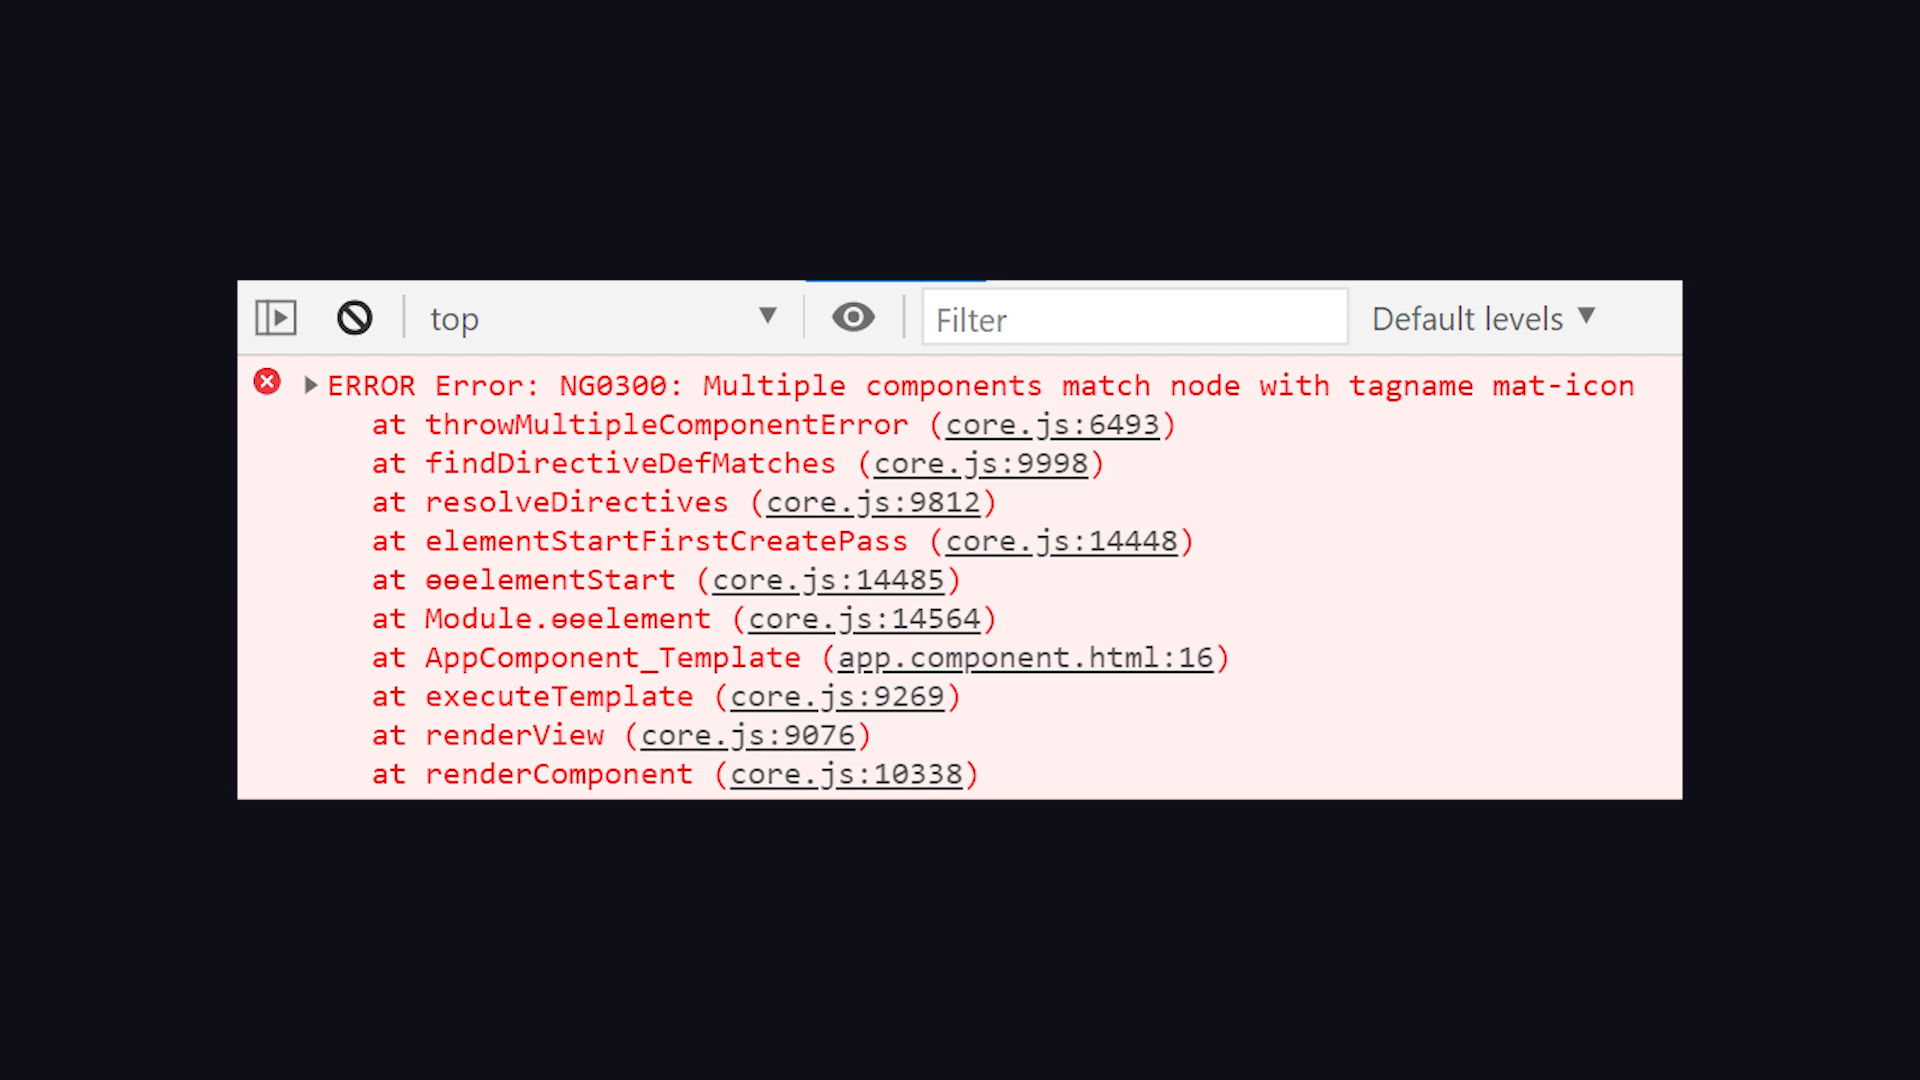 top
Filter
Default levels
ERROR Error: NG0300: Multiple components match node with tagname mat-icon
at throwMultipleComponentError (core.js:6493)
at findDirectiveDefMatches (core.js:9998)
at resolveDirectives (core.js:9812)
at elementStartFirstCreatePass (core.js:14448)
at ɵɵelementStart (core.js:14485)
at Module.ɵɵelement (core.js:14564)
at AppComponent_Template (app.component.html:16)
at executeTemplate (core.js:9269)
at renderView (core.js:9076)
at renderComponent (core.js:10338)